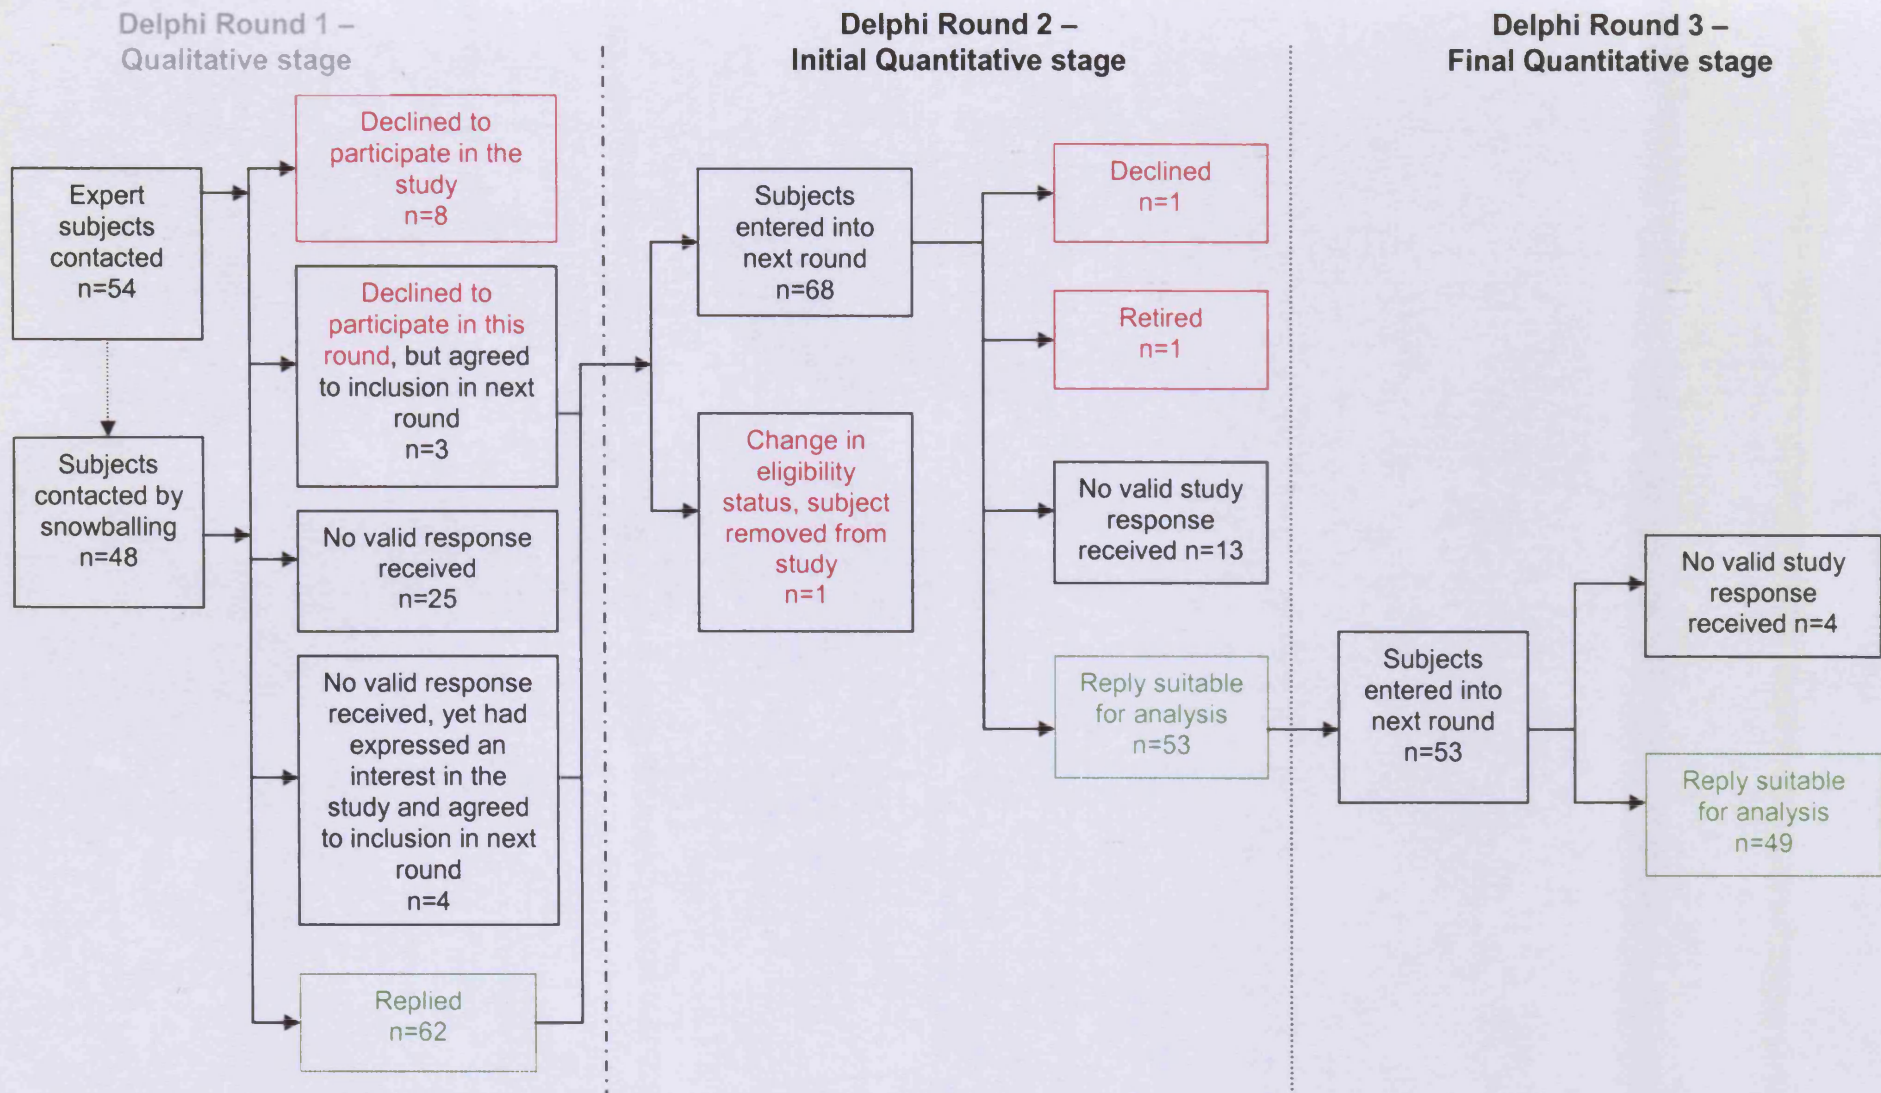 Delphi Round 1 –
Qualitative stage
Expert
subjects
contacted
n=54
Subjects
contacted by
snowballing
n=48
Declined to
participate in the
study
n=8
Declined to
participate in this
round, but agreed
to inclusion in next
round
n=3
No valid response
received
n=25
No valid response
received, yet had
expressed an
interest in the
study and agreed
to inclusion in next
round
n=4
Replied
n=62
Delphi Round 2 –
Initial Quantitative stage
Subjects
entered into
next round
n=68
Change in
eligibility
status, subject
removed from
study
n=1
Declined
n=1
Retired
n=1
No valid study
response
received n=13
Reply suitable
for analysis
n=53
Delphi Round 3 –
Final Quantitative stage
Subjects
entered into
next round
n=53
No valid study
response
received n=4
Reply suitable
for analysis
n=49